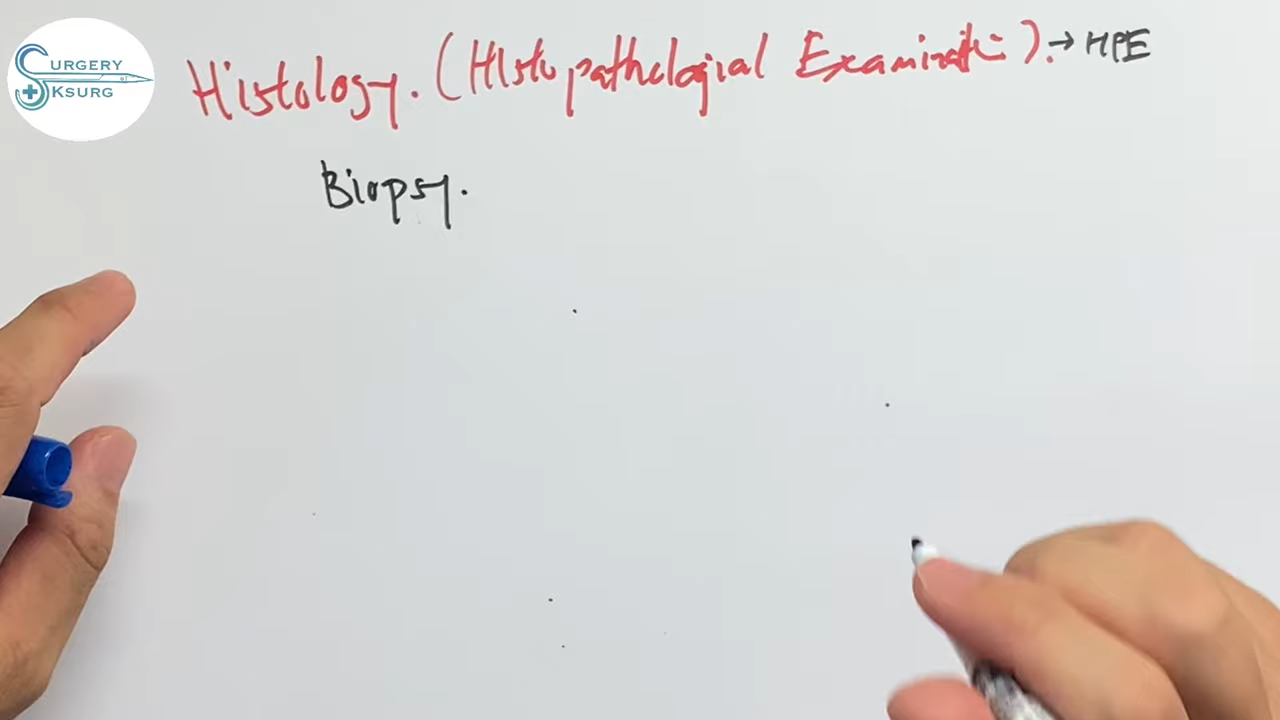 SURGERY
SKSURG
Histology. (Histopathological Examination). → HPE
Biopsy.